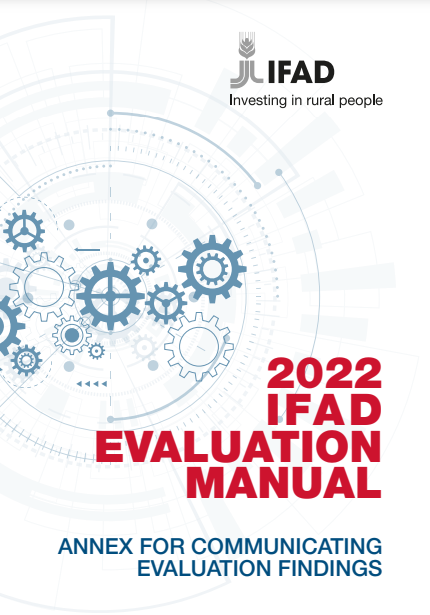 IFAD
Investing in rural people
2022
IFAD
EVALUATION
MANUAL
ANNEX FOR COMMUNICATING
EVALUATION FINDINGS